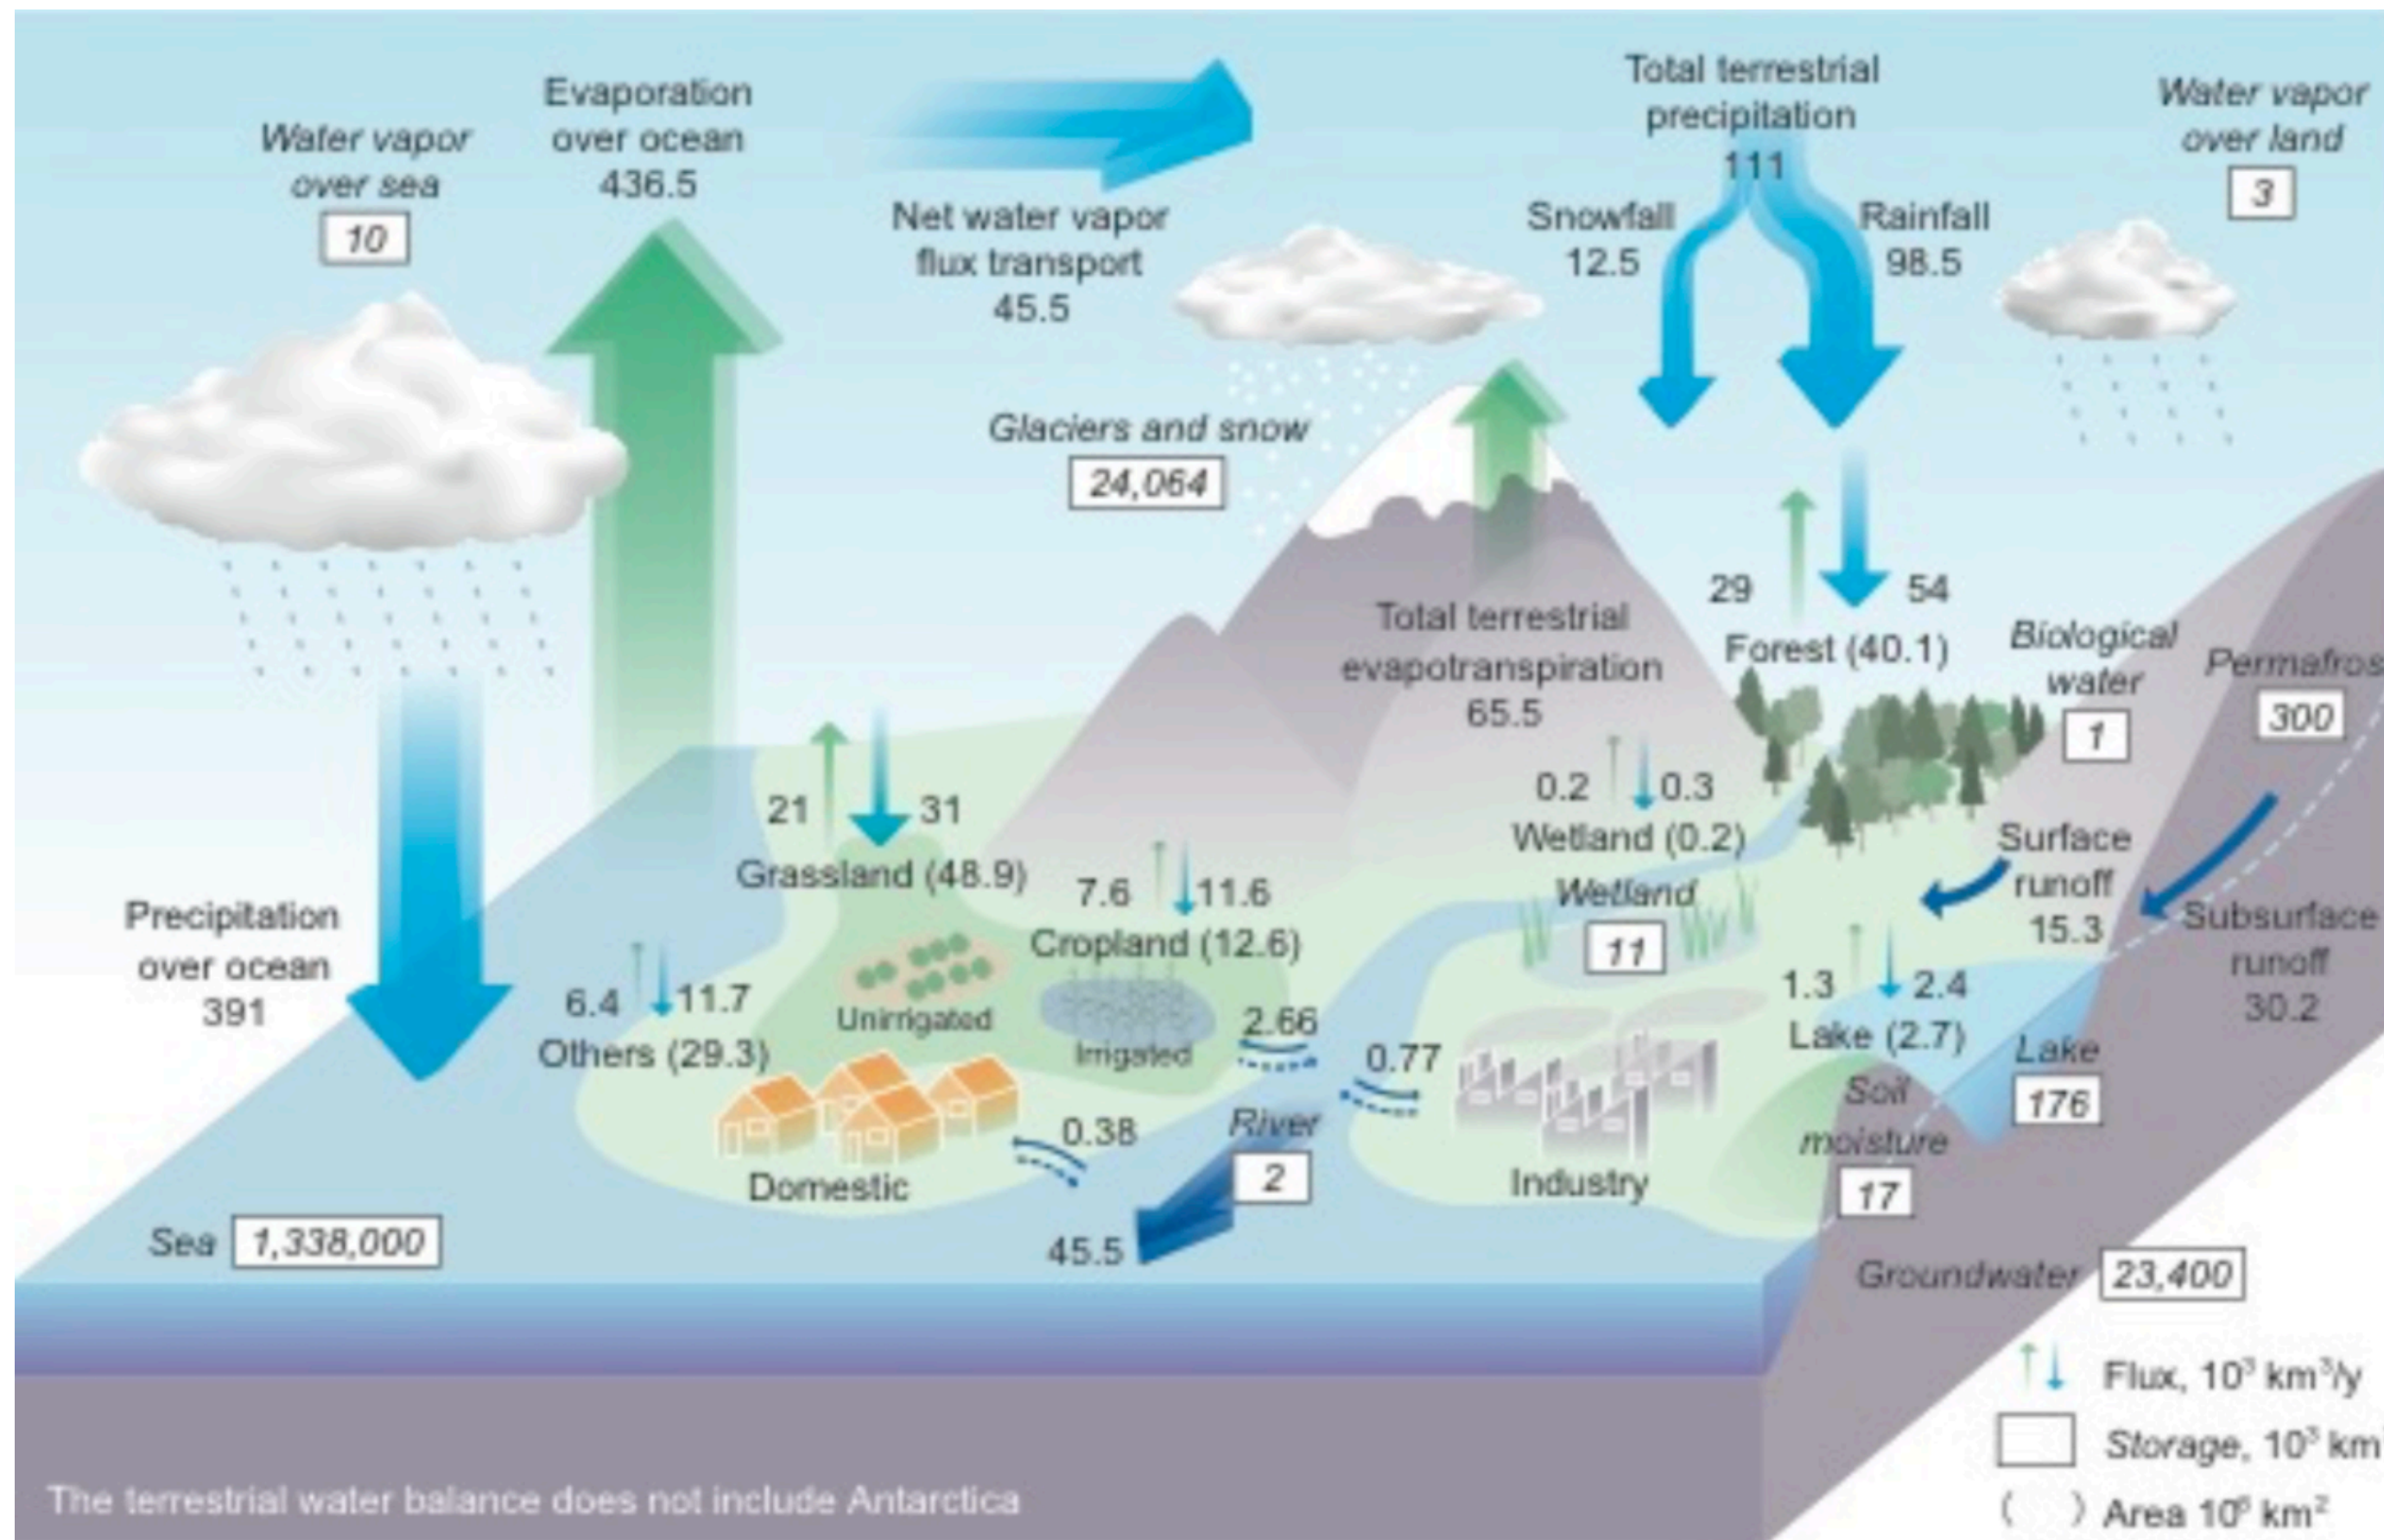 Evaporation
over ocean
436.5
Water vapor
over sea
10
Net water vapor
flux transport
45.5
Total terrestrial
precipitation
111
Snowfall
12.5
Rainfall
98.5
Water vapor
over land
3
Glaciers and snow
24,064
Total terrestrial
evapotranspiration
65.5
29
54
Forest (40.1)
Biological
water
1
Permafros
300
21
31
Grassland (48.9)
0.2
0.3
Wetland (0.2)
Wetland
11
Surface
runoff
15.3
Subsurface
runoff
30.2
7.6
11.6
Cropland (12.6)
Unirrigated
Irrigated
2.66
Precipitation
over ocean
391
6.4
11.7
Others (29.3)
0.77
1.3
2.4
Lake (2.7)
Lake
176
Soil
moisture
17
0.38
Domestic
River
2
Industry
45.5
Sea 1,338,000
Groundwater 23,400
Flux, 10³ km³/y
Storage, 10³ km
( ) Area 10⁶ km²
The terrestrial water balance does not include Antarctica